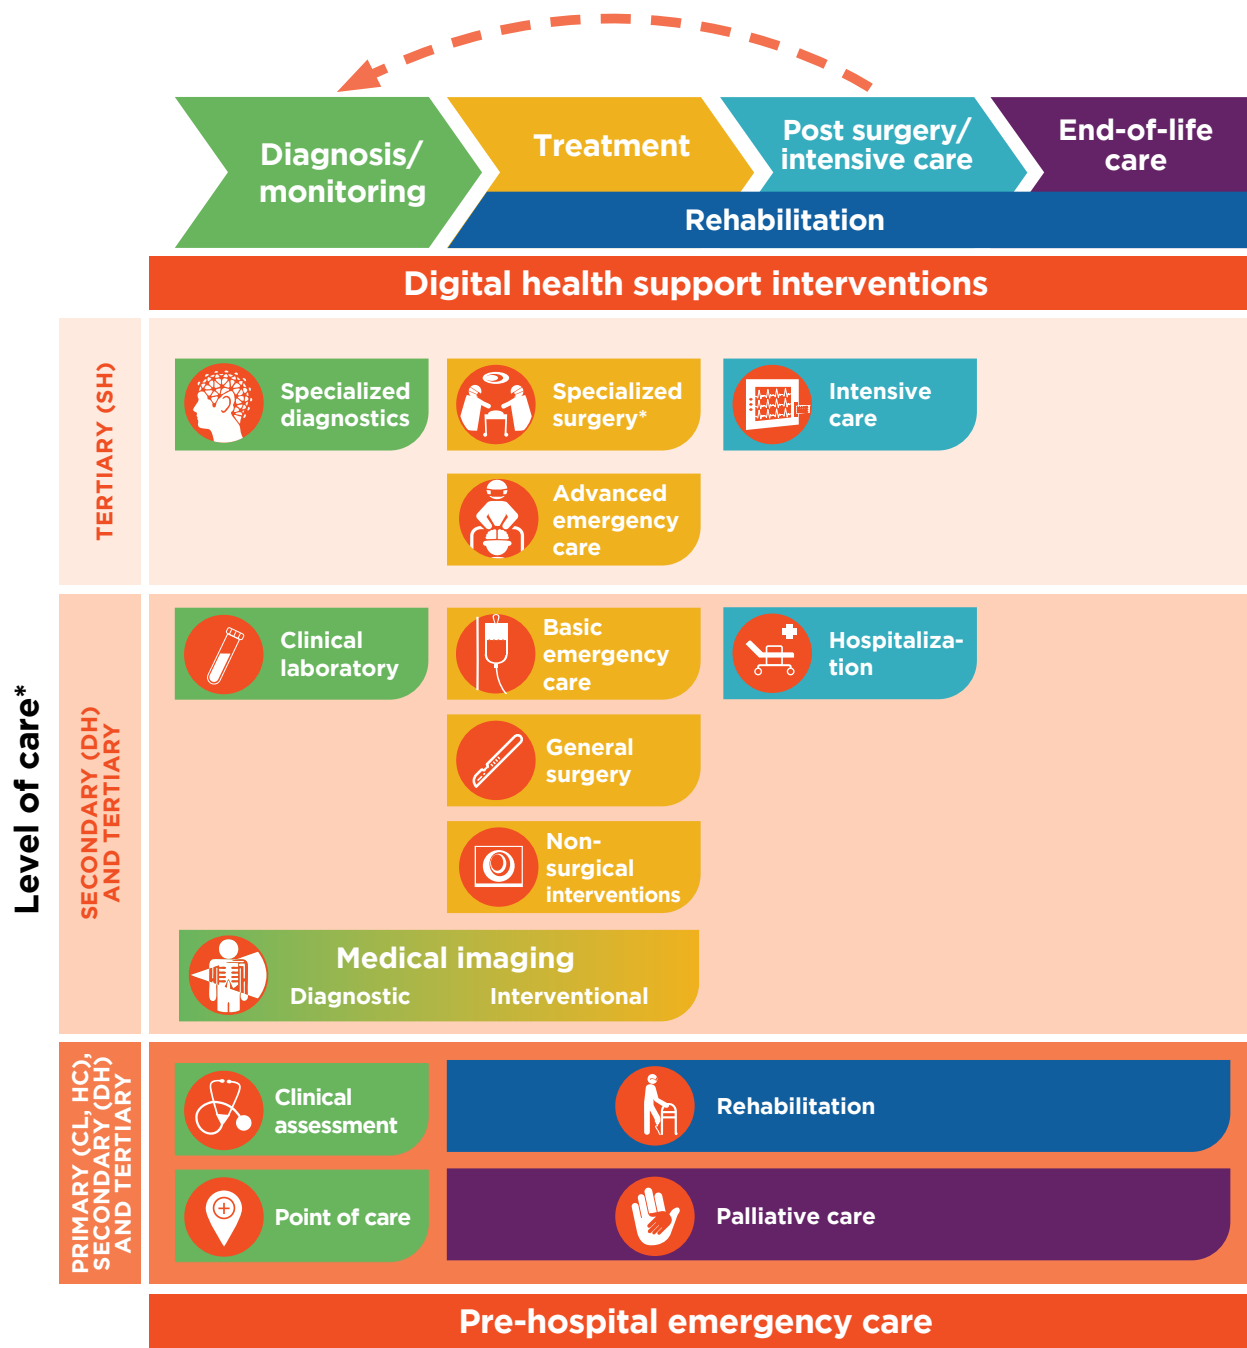 Diagnosis/
monitoring
Treatment
Post surgery/
intensive care
End-of-life
care
Rehabilitation
Digital health support interventions
Level of care*
TERTIARY (SH)
Specialized
diagnostics
Specialized
surgery*
Intensive
care
Advanced
emergency
care
SECONDARY (DH)
AND TERTIARY
Clinical
laboratory
Basic
emergency
care
Hospitaliza-
tion
General
surgery
Non-
surgical
interventions
Medical imaging
Diagnostic
Interventional
PRIMARY (CL, HC),
SECONDARY (DH)
AND TERTIARY
Clinical
assessment
Rehabilitation
Point of care
Palliative care
Pre-hospital emergency care